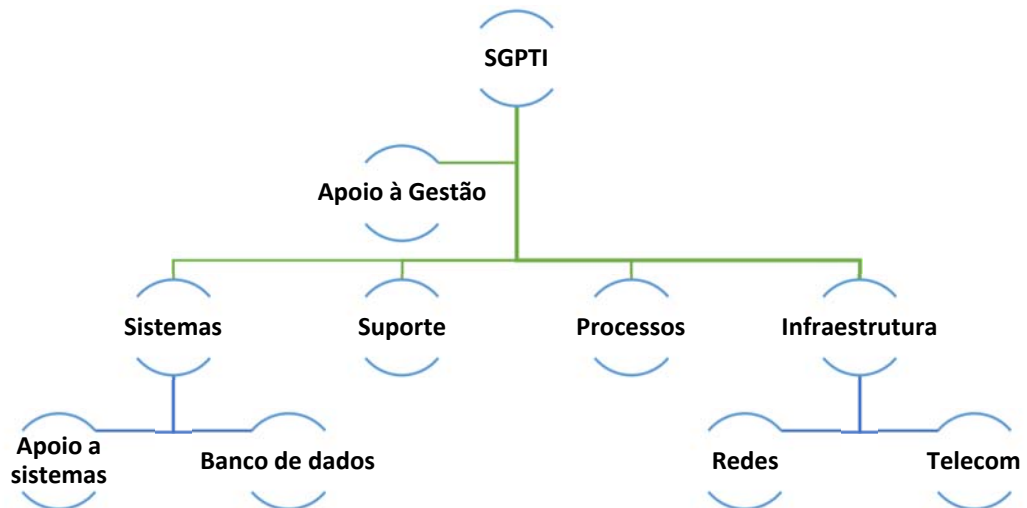 SGPTI
Apoio à Gestão
Sistemas
Suporte
Processos
Infraestrutura
Apoio a
sistemas
Banco de dados
Redes
Telecom